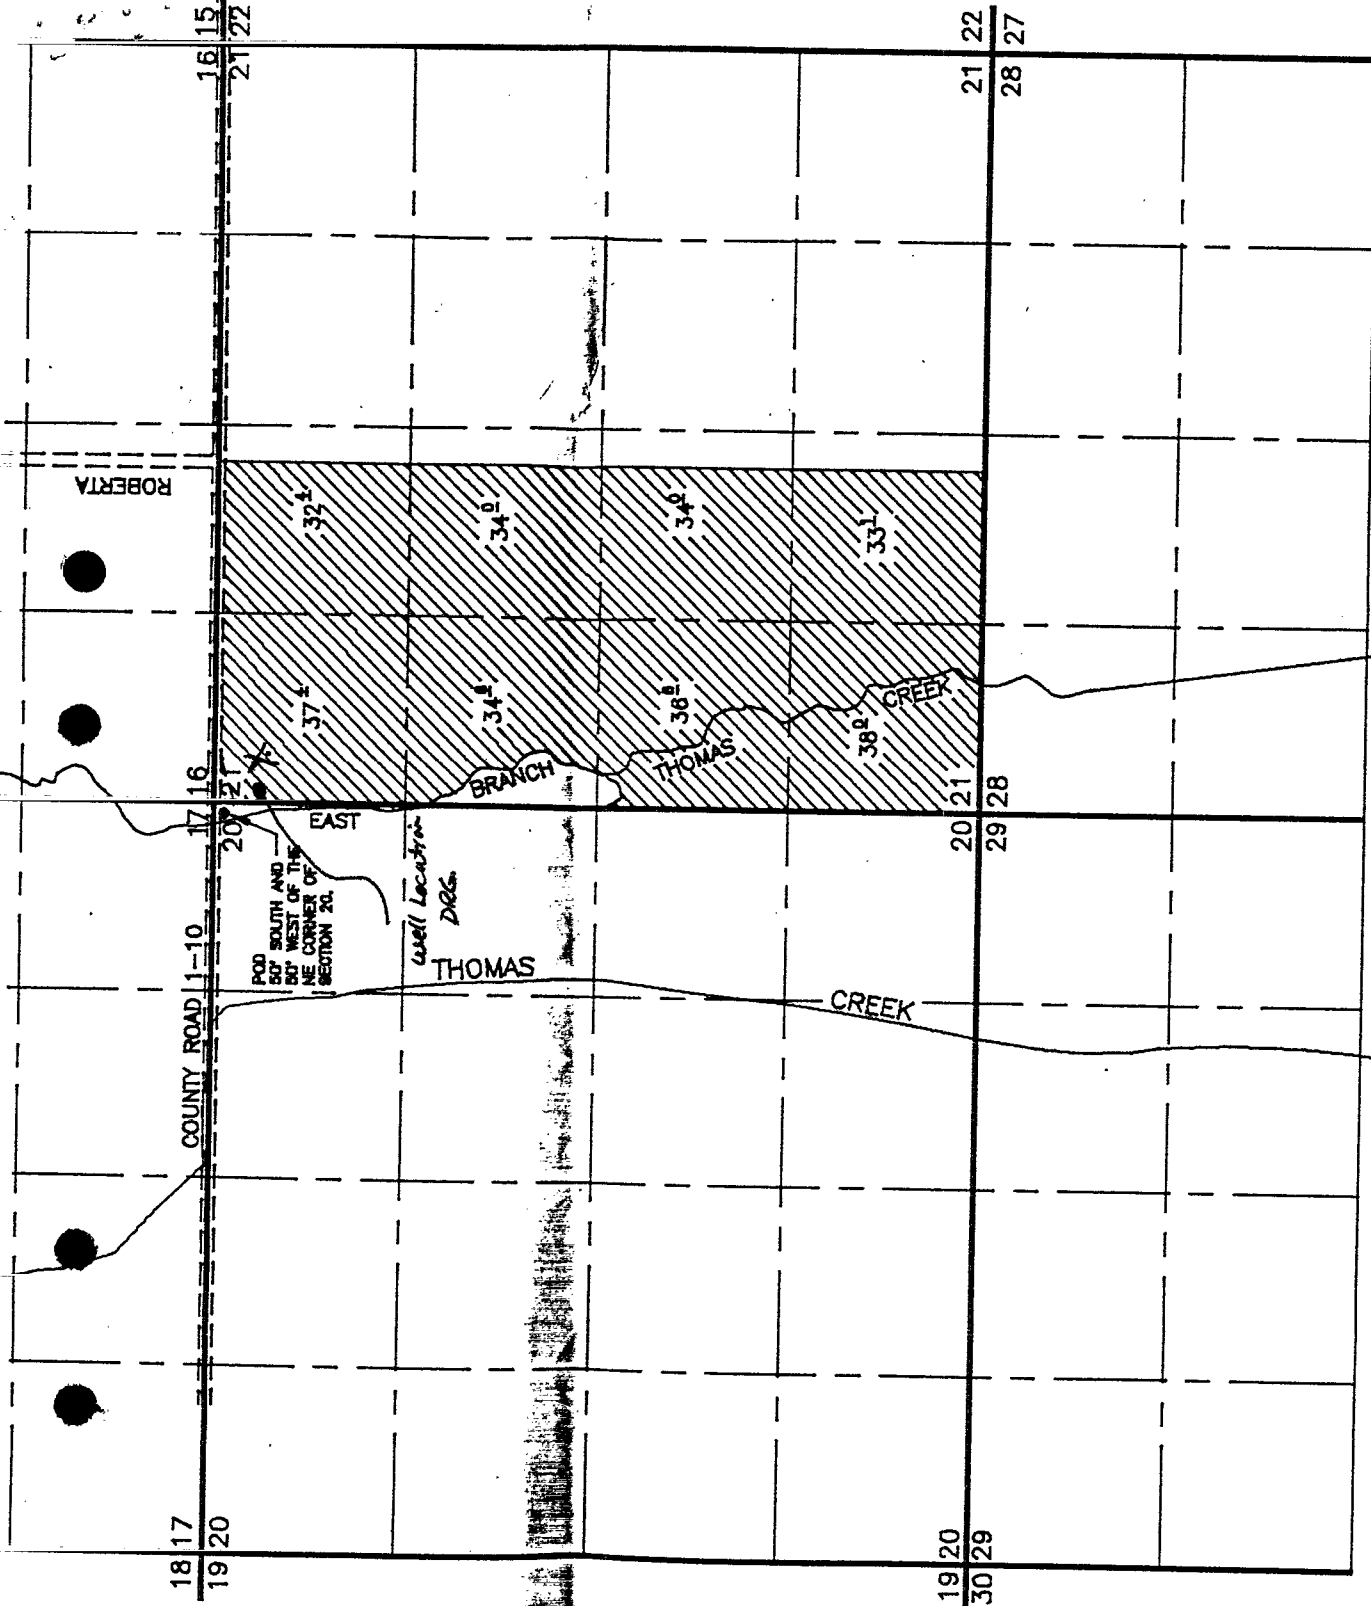 18 17
19 20
17 16
20 21
16 15
21 22
19 20
30 29
20 21
29 28
21 22
28 27
COUNTY ROAD 1-10
ROBERTA
POD
50' SOUTH AND
50' WEST OF THE
NE CORNER OF
SECTION 20.
Well Location
DRG.
EAST
BRANCH
THOMAS
CREEK
THOMAS
CREEK
37
32
34
34
36
34
38
33